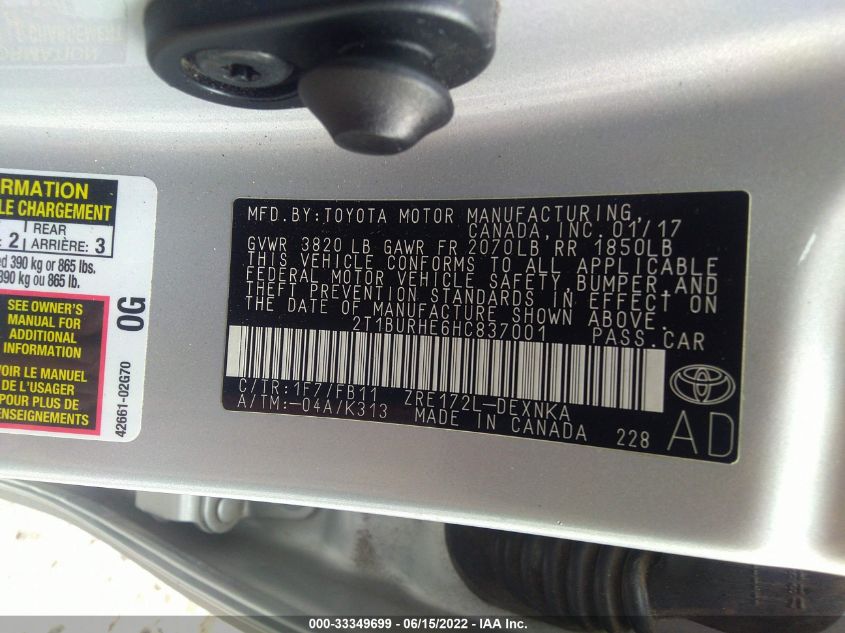 CHARGEMENT
FORMATION
RMATION
LE CHARGEMENT
2 REAR
ARRIÈRE: 3
ed 390 kg or 865 lbs.
390 kg ou 865 lb.
SEE OWNER'S
MANUAL FOR
ADDITIONAL
INFORMATION
VOIR LE MANUEL
DE L'USAGER
POUR PLUS DE
RENSEIGNEMENTS
0G
42661-02G70
MFD.BY:TOYOTA MOTOR MANUFACTURING,
CANADA, INC. 01/17
GVWR 3820 LB GAWR FR 2070LB, RR 1850LB
THIS VEHICLE CONFORMS TO ALL APPLICABLE
FEDERAL MOTOR VEHICLE SAFETY,BUMPER,AND
THEFT PREVENTION STANDARDS IN EFFECT ON
THE DATE OF MANUFACTURE SHOWN ABOVE.
2T1BURHE6HC837001 PASS.CAR
C/TR:1F7/FB11 ZRE172L-DEXNKA
A/TM:-04A/K313 MADE IN CANADA 228
AD
000-33349699 - 06/15/2022 - IAA Inc.